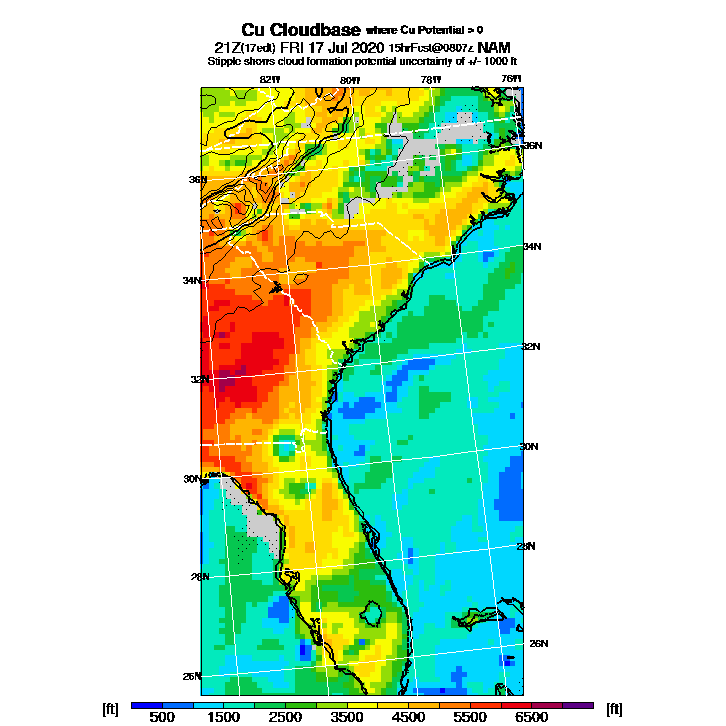 Cu Cloudbase where Cu Potential > 0
21Z(17edt) FRI 17 Jul 2020 15hrFcst@0807z NAM
Stipple shows cloud formation potential uncertainty of +/- 1000 ft
82W 80W 78W 76W
36N
36N
34N
34N
32N
32N
30N
30N
28N
28N
26N
26N
[ft] 500 1500 2500 3500 4500 5500 6500 [ft]